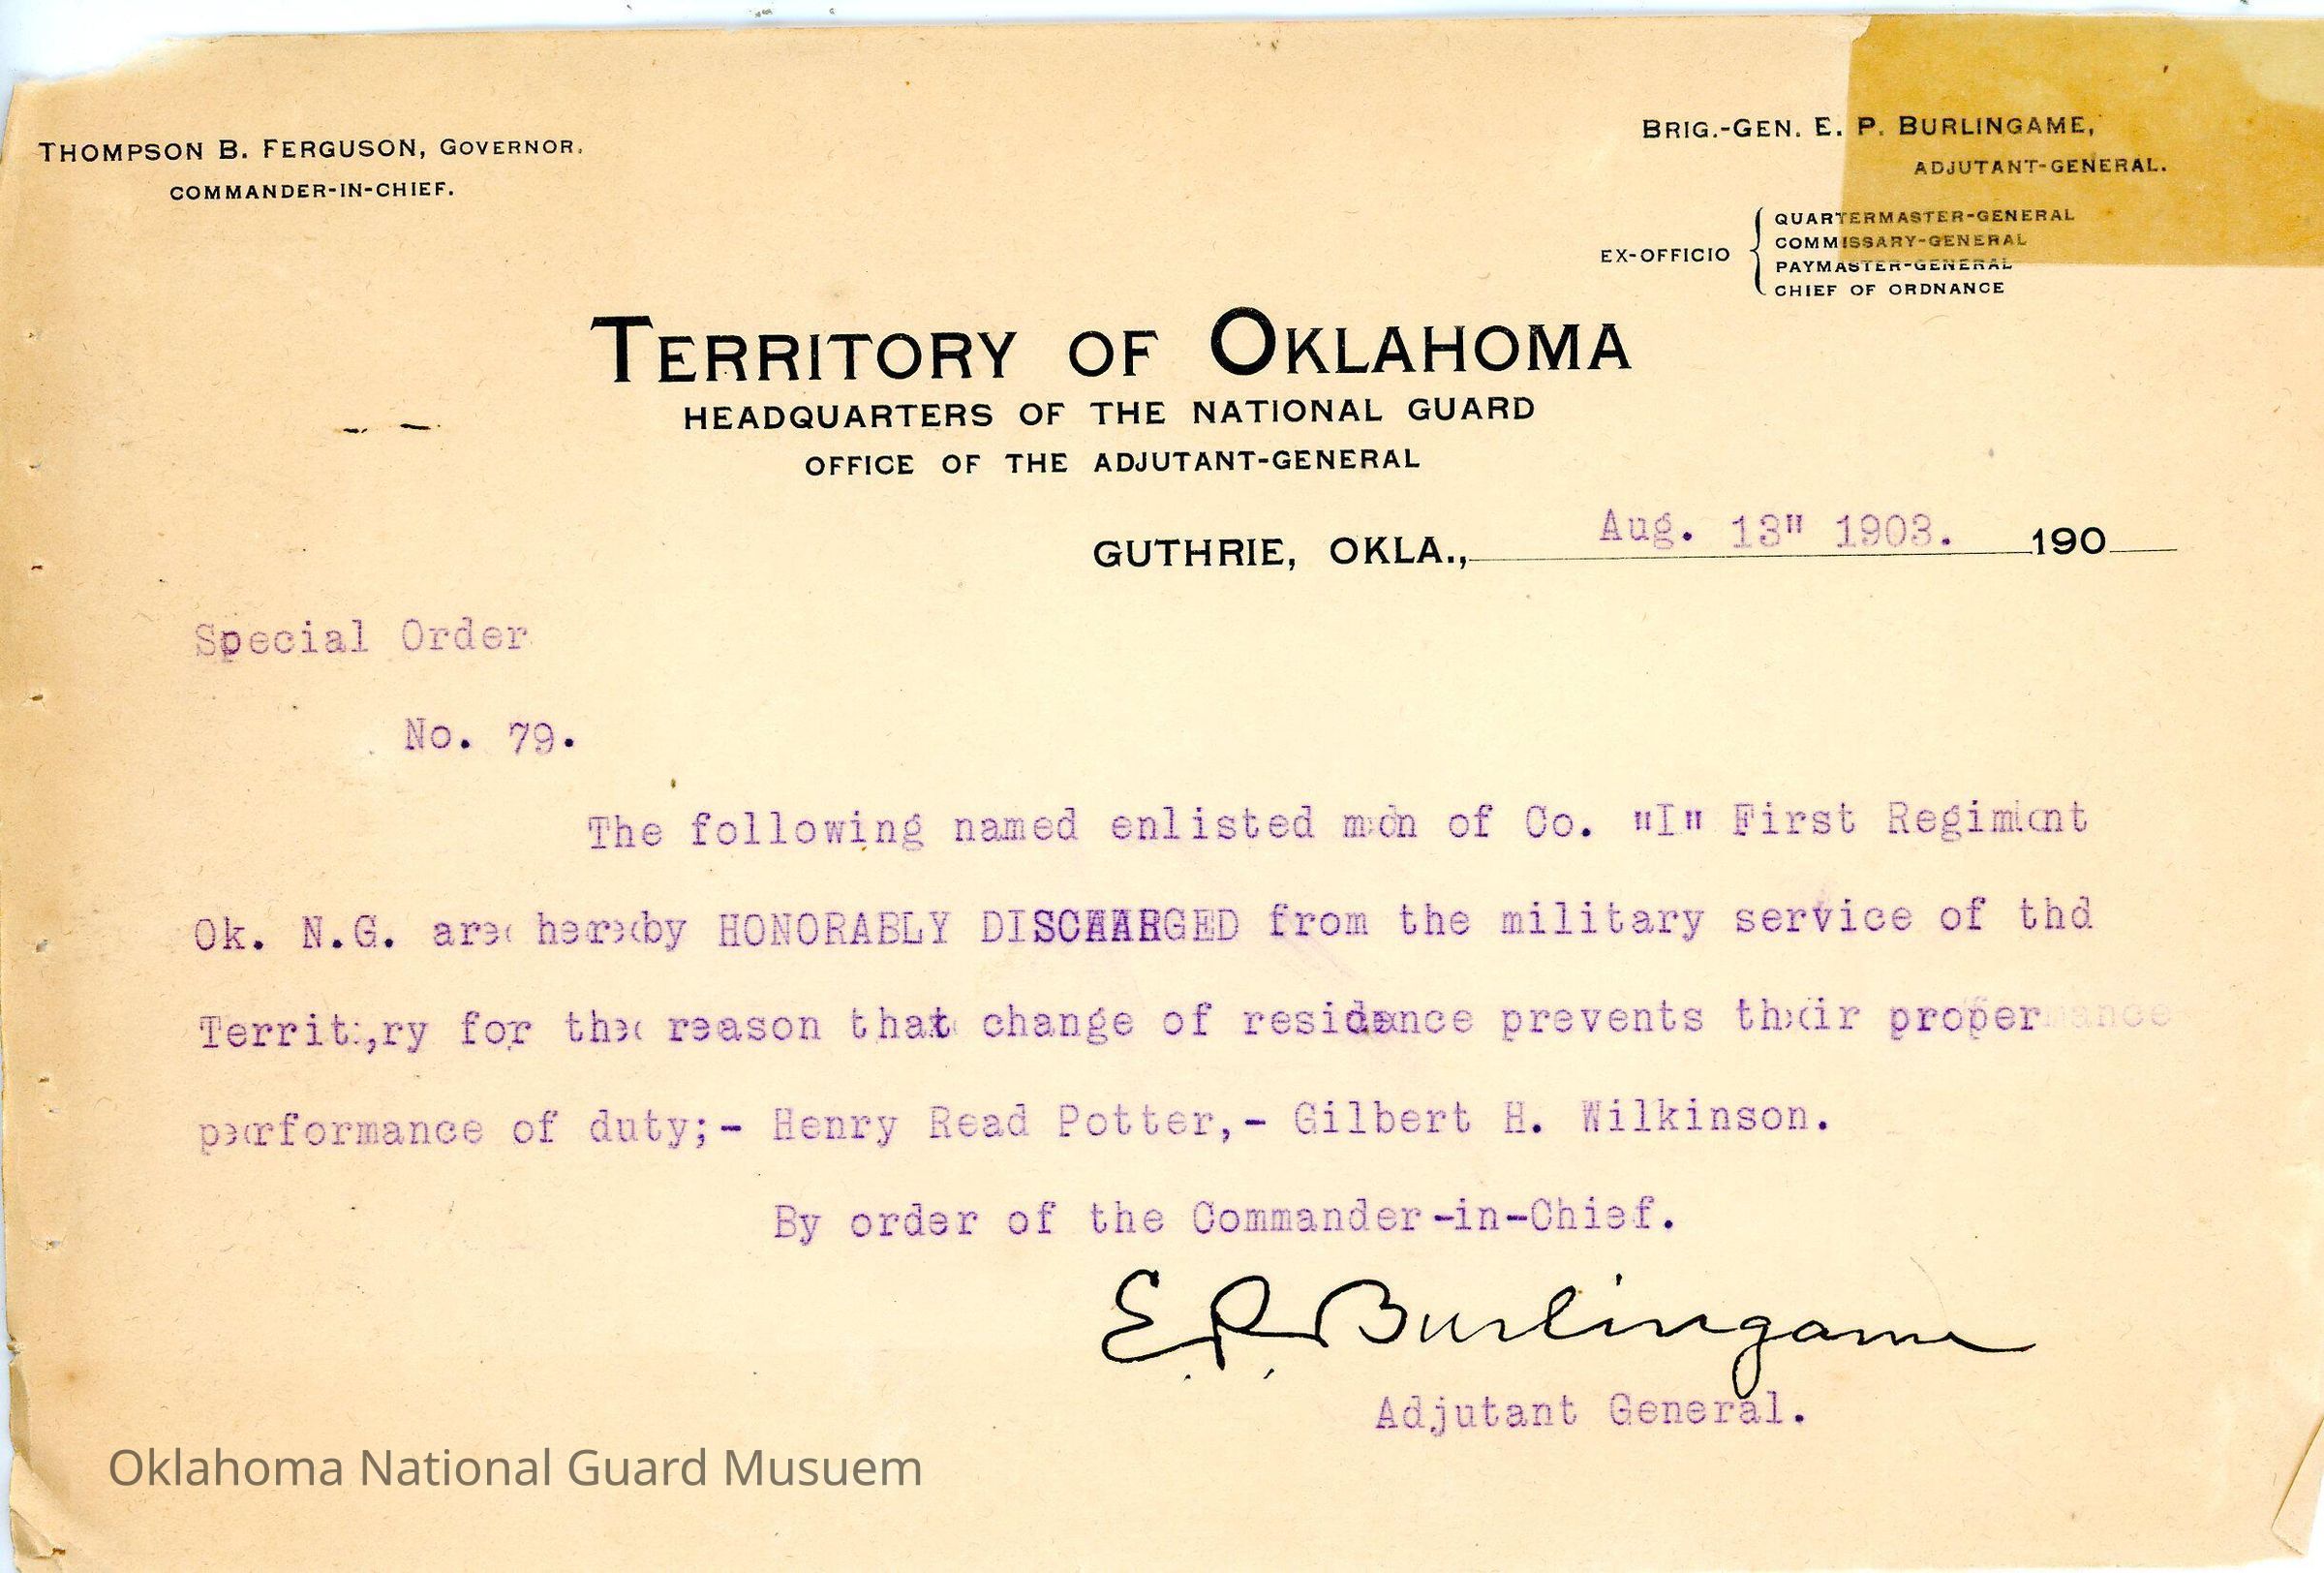 THOMPSON B. FERGUSON, GOVERNOR.
COMMANDER-IN-CHIEF.
BRIG.-GEN. E. P. BURLINGAME,
ADJUTANT-GENERAL.
EX-OFFICIO
QUARTERMASTER-GENERAL
COMMISSARY-GENERAL
PAYMASTER-GENERAL
CHIEF OF ORDNANCE
TERRITORY OF OKLAHOMA
HEADQUARTERS OF THE NATIONAL GUARD
OFFICE OF THE ADJUTANT-GENERAL
GUTHRIE, OKLA., Aug. 13" 1903. 190
Special Order
No. 79.
The following named enlisted men of Co. "I" First Regiment
Ok. N.G. are hereby HONORABLY DISCHARGED from the military service of the
Territory for the reason that change of residence prevents their proper
performance of duty;- Henry Read Potter,- Gilbert H. Wilkinson.
By order of the Commander-in-Chief.
E. P. Burlingame
Adjutant General.
Oklahoma National Guard Musuem